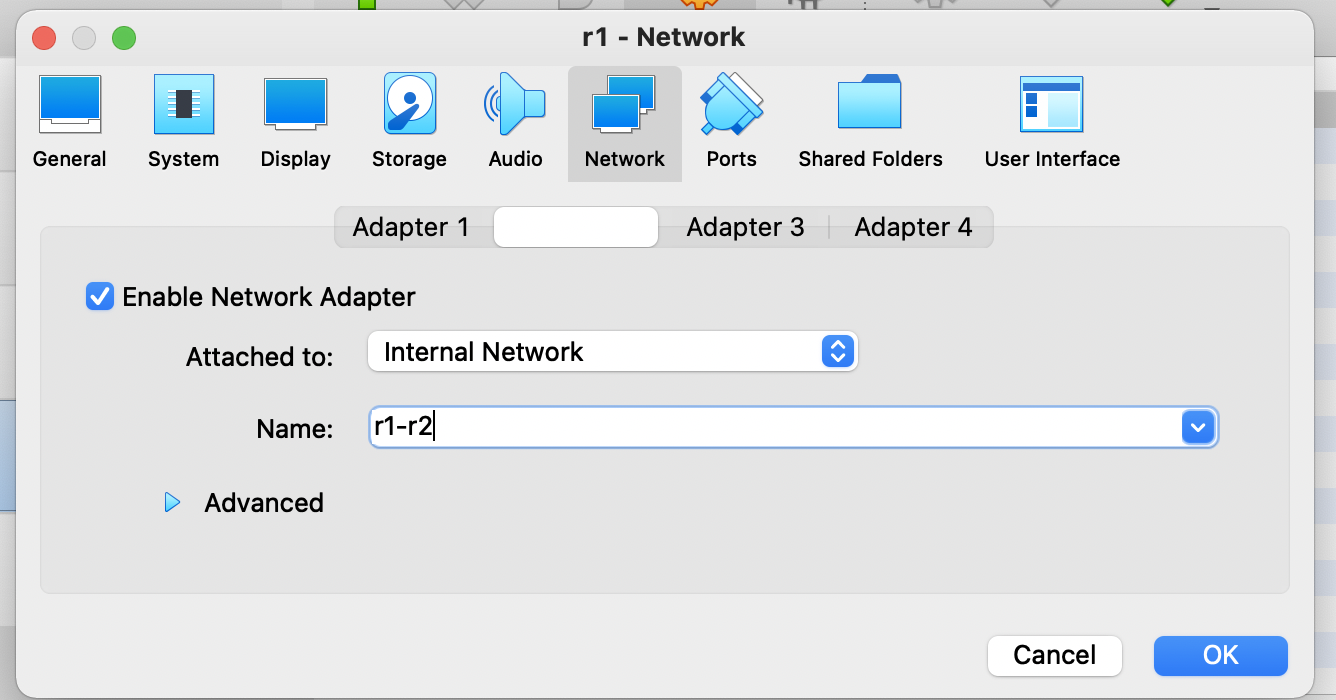 r1 - Network
General System Display Storage Audio Network Ports Shared Folders User Interface
Adapter 1 Adapter 3 Adapter 4
Enable Network Adapter
Attached to: Internal Network
Name: r1-r2
Advanced
Cancel OK